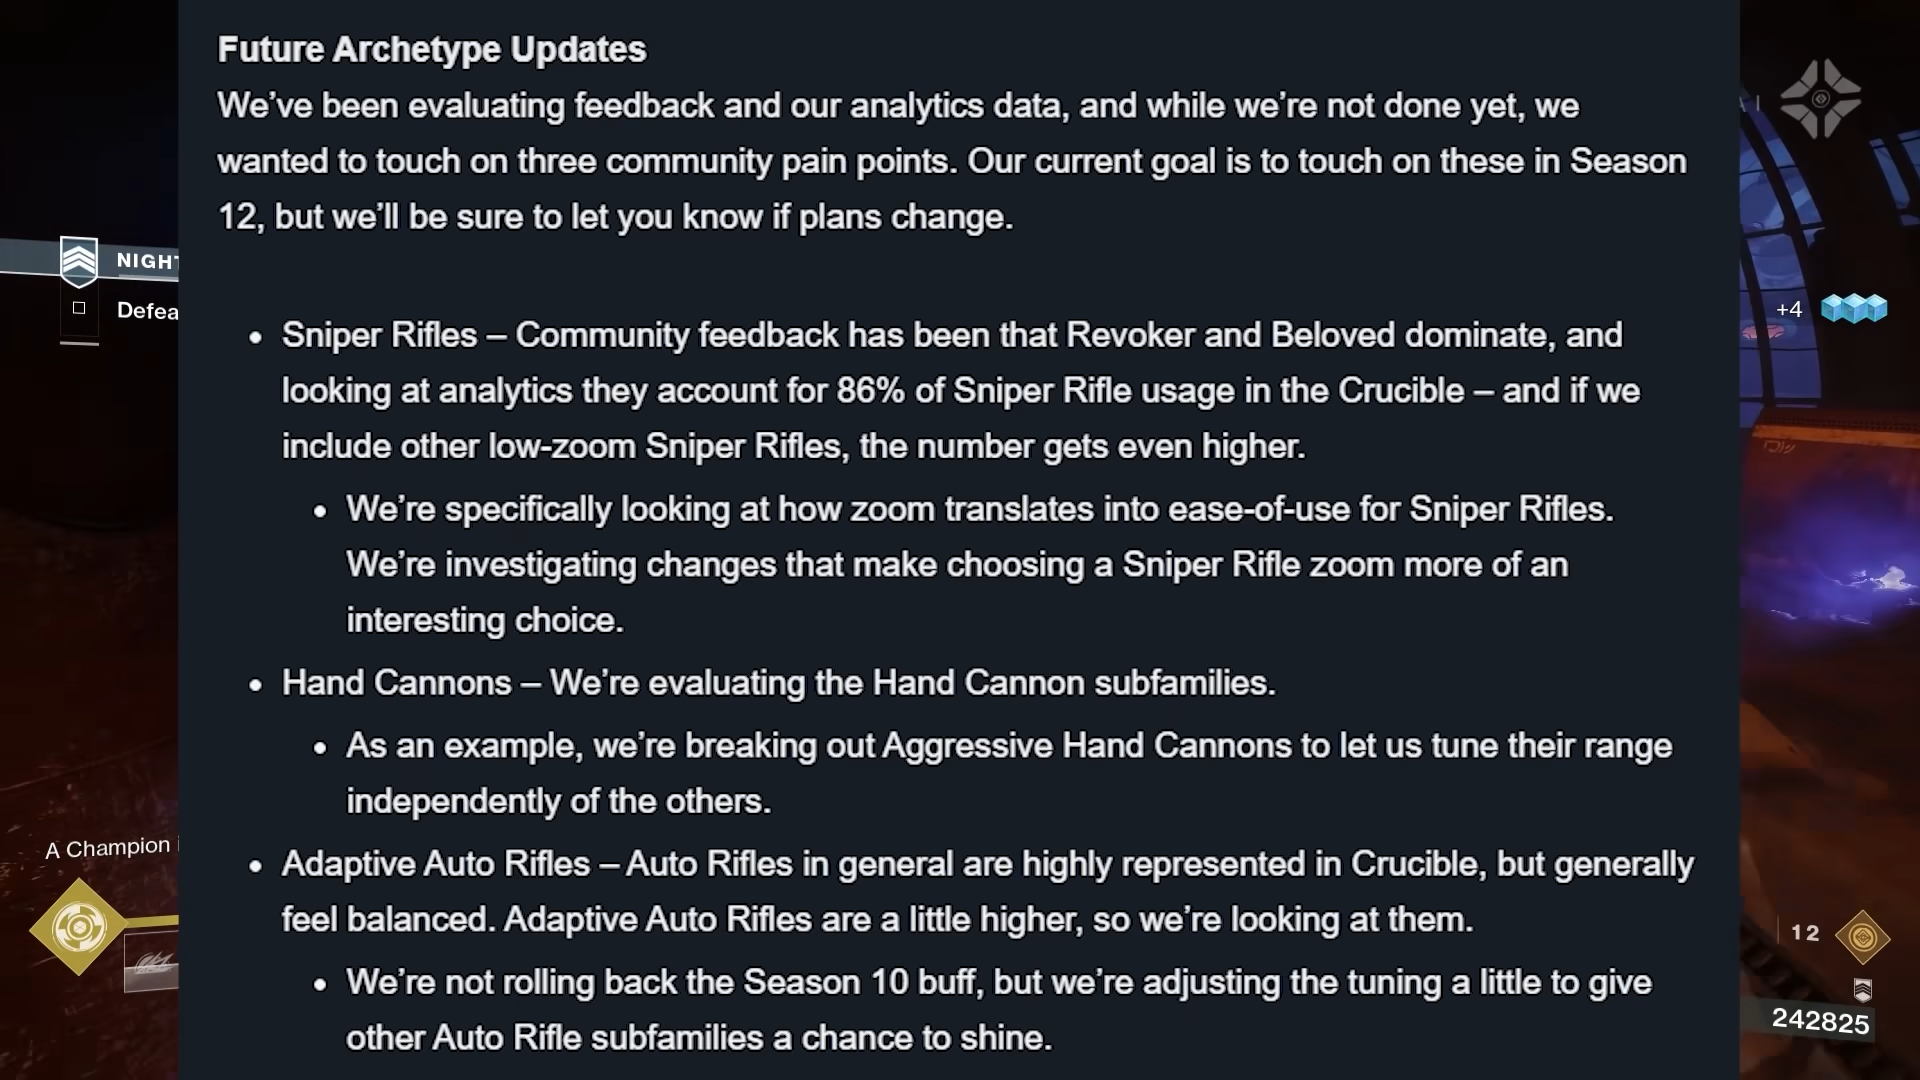 Future Archetype Updates
We’ve been evaluating feedback and our analytics data, and while we’re not done yet, we
wanted to touch on three community pain points. Our current goal is to touch on these in Season
12, but we’ll be sure to let you know if plans change.
NIGHT
Defea
+4
• Sniper Rifles – Community feedback has been that Revoker and Beloved dominate, and
looking at analytics they account for 86% of Sniper Rifle usage in the Crucible – and if we
include other low-zoom Sniper Rifles, the number gets even higher.
• We’re specifically looking at how zoom translates into ease-of-use for Sniper Rifles.
We’re investigating changes that make choosing a Sniper Rifle zoom more of an
interesting choice.
• Hand Cannons – We’re evaluating the Hand Cannon subfamilies.
• As an example, we’re breaking out Aggressive Hand Cannons to let us tune their range
independently of the others.
• Adaptive Auto Rifles – Auto Rifles in general are highly represented in Crucible, but generally
feel balanced. Adaptive Auto Rifles are a little higher, so we’re looking at them.
• We’re not rolling back the Season 10 buff, but we’re adjusting the tuning a little to give
other Auto Rifle subfamilies a chance to shine.
A Champion
12
242825